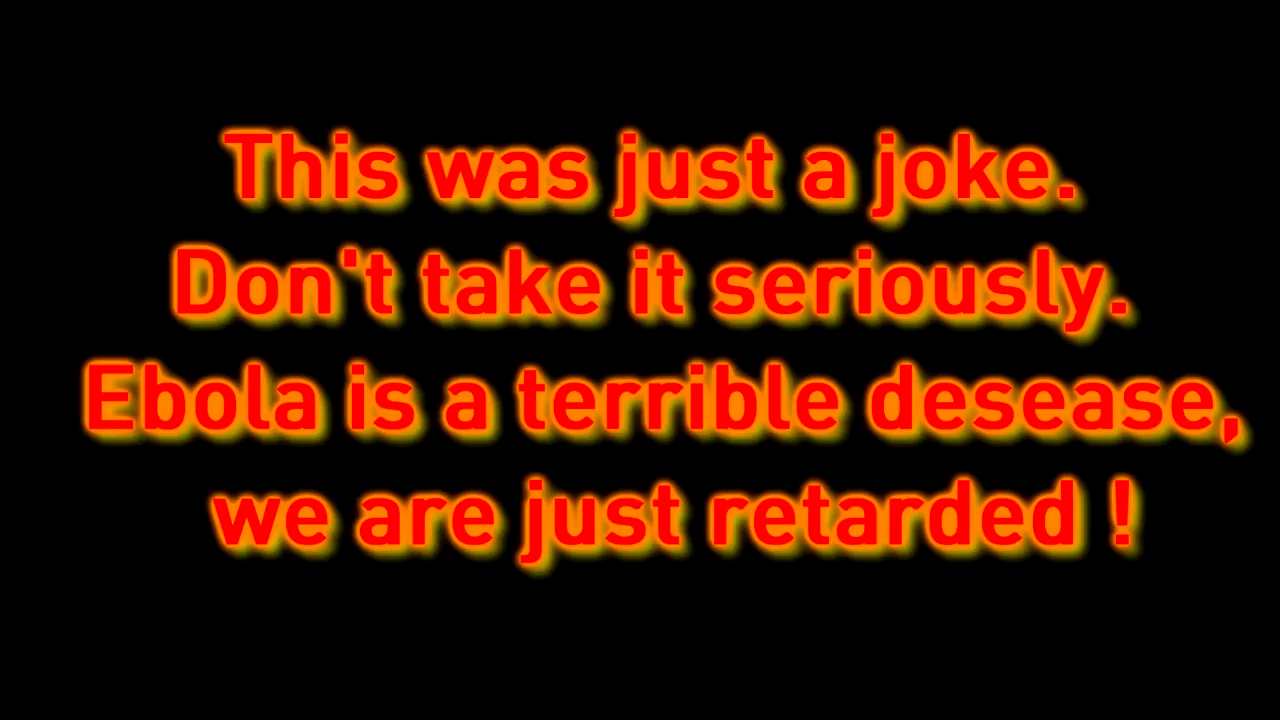 This was just a joke.
Don't take it seriously.
Ebola is a terrible desease,
we are just retarded !